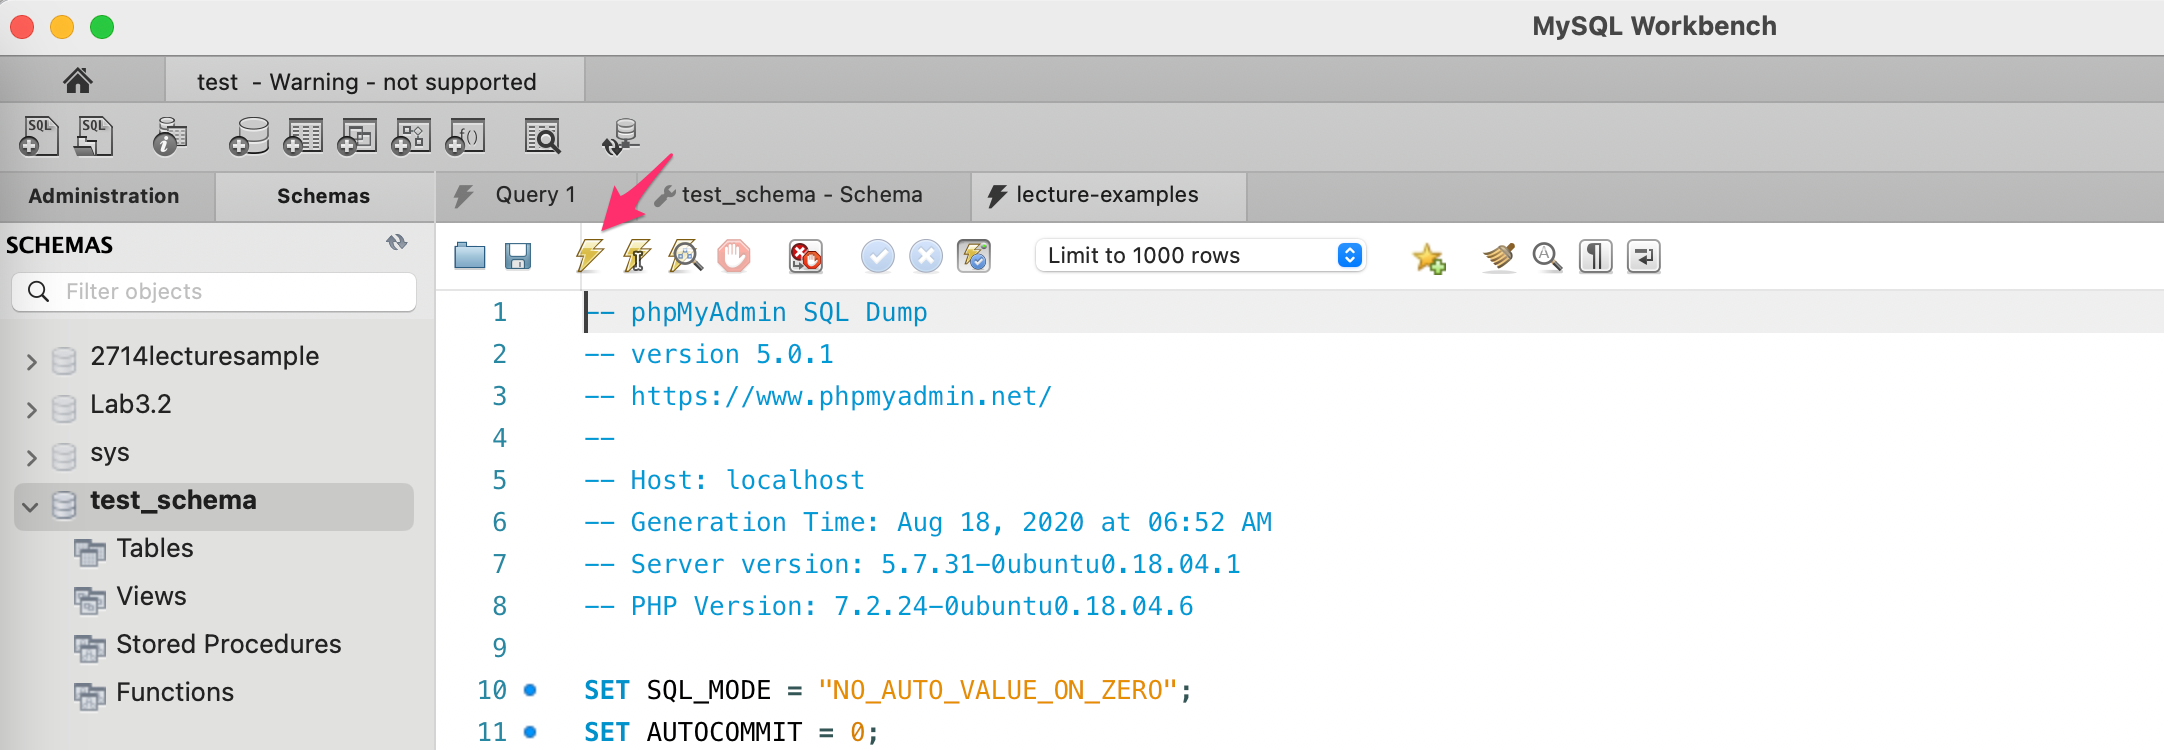 MySQL Workbench
test - Warning - not supported
SQL
SQL
f()
Administration
Schemas
Query 1
test_schema - Schema
lecture-examples
SCHEMAS
Filter objects
Limit to 1000 rows
2714lecturesample
Lab3.2
sys
test_schema
Tables
Views
Stored Procedures
Functions
1 -- phpMyAdmin SQL Dump
2 -- version 5.0.1
3 -- https://www.phpmyadmin.net/
4 --
5 -- Host: localhost
6 -- Generation Time: Aug 18, 2020 at 06:52 AM
7 -- Server version: 5.7.31-0ubuntu0.18.04.1
8 -- PHP Version: 7.2.24-0ubuntu0.18.04.6
9
10 SET SQL_MODE = "NO_AUTO_VALUE_ON_ZERO";
11 SET AUTOCOMMIT = 0;